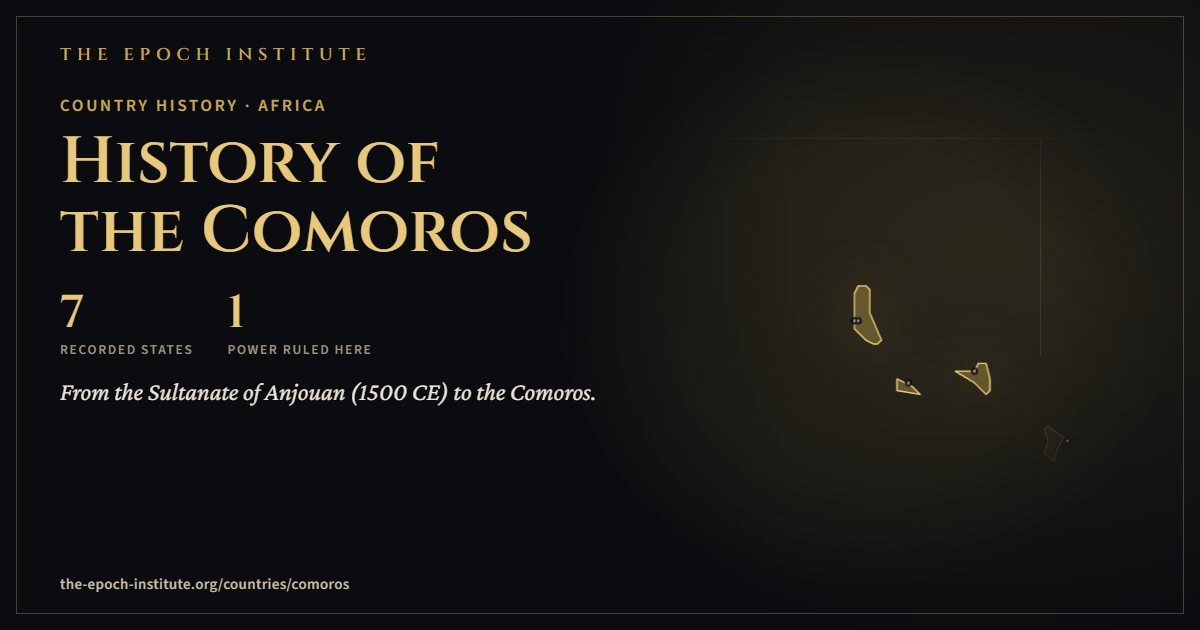 THE EPOCH INSTITUTE
COUNTRY HISTORY · AFRICA
History of
the Comoros
7
1
RECORDED STATES
POWER RULED HERE
From the Sultanate of Anjouan (1500 CE) to the Comoros.
the-epoch-institute.org/countries/comoros